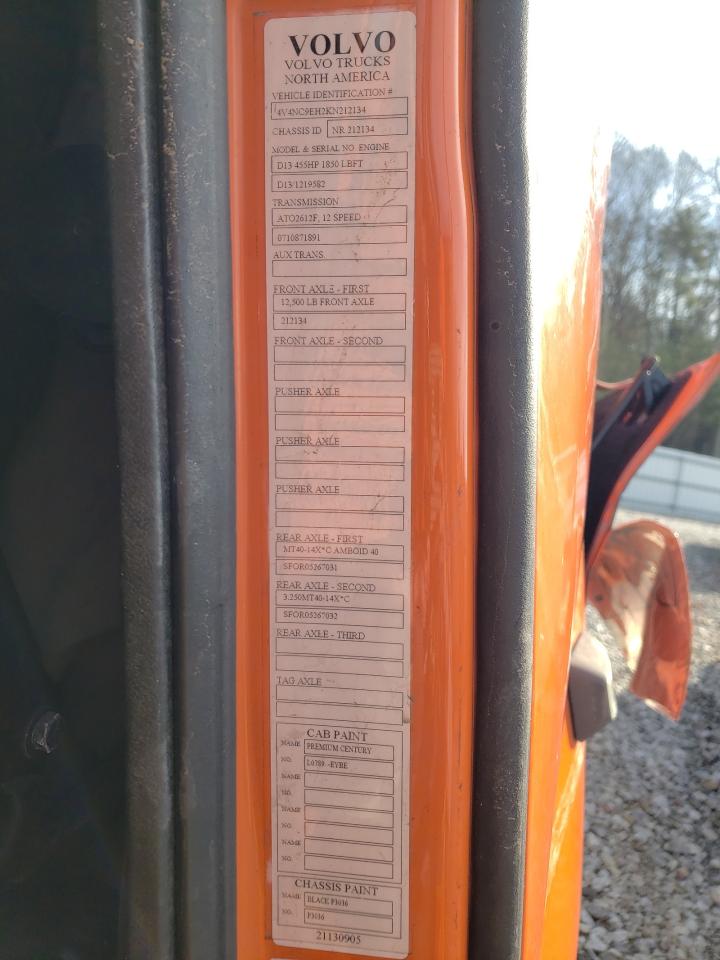 VOLVO
VOLVO TRUCKS
NORTH AMERICA
VEHICLE IDENTIFICATION #
4V4NC9EH2KN212134
CHASSIS ID NR 212134
MODEL & SERIAL NO. ENGINE
D13 455HP 1850 LBFT
D13/1219582
TRANSMISSION
ATO2612F, 12 SPEED
0710871891
AUX TRANS.
FRONT AXLE - FIRST
12,500 LB FRONT AXLE
212134
FRONT AXLE - SECOND
PUSHER AXLE
PUSHER AXLE
PUSHER AXLE
REAR AXLE - FIRST
MT40-14X*C AMBOID 40
SFOR05267031
REAR AXLE - SECOND
3.250MT40-14X*C
SFOR05267032
REAR AXLE - THIRD
TAG AXLE
CAB PAINT
NAME PREMIUM CENTURY
NO. L0789 -EYBE
NAME
NO.
NAME
NO.
NAME
NO.
CHASSIS PAINT
NAME BLACK P3036
NO. P3036
21130905